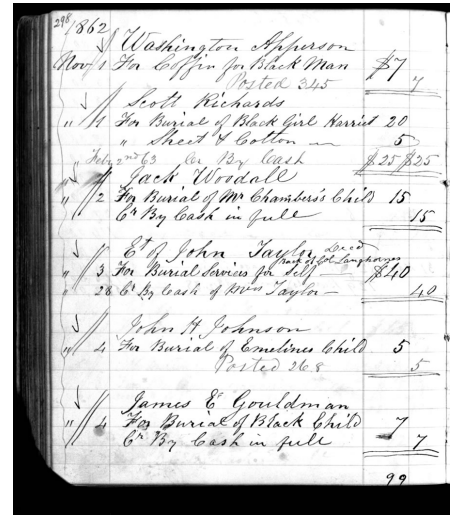 298
1862
Washington Apperson
Nov 1 For Coffin for Black Man $7
Posted 345 7
Scott Richards
" 1 For Burial of Black Girl Harriet 20
" Sheet & Cotton 5
" Feby 2nd 63 Cr By Cash $25 $25
Jack Woodall
" 2 For Burial of Mr Chambers's Child 15
Cr By Cash in full 15
Et of John Taylor Decd
" 3 For Burial Services for Self $40
" 28 Cr By Cash of Miss Taylor 40
John H Johnson
" 4 For Burial of Emelines Child 5
Posted 268 5
James E Gouldman
" 4 For Burial of Black Child 7
Cr By Cash in full 7
99